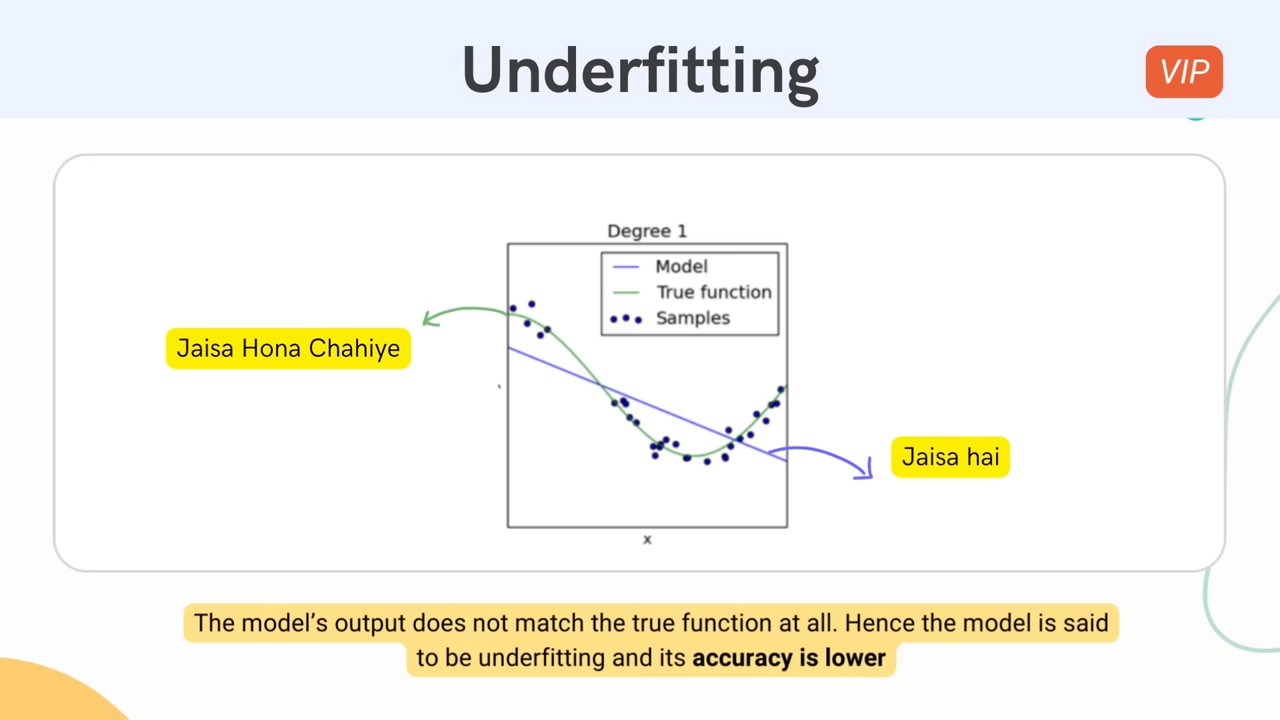 Underfitting
VIP
Degree 1
Model
True function
Samples
Jaisa Hona Chahiye
Jaisa hai
x
The model’s output does not match the true function at all. Hence the model is said
to be underfitting and its accuracy is lower